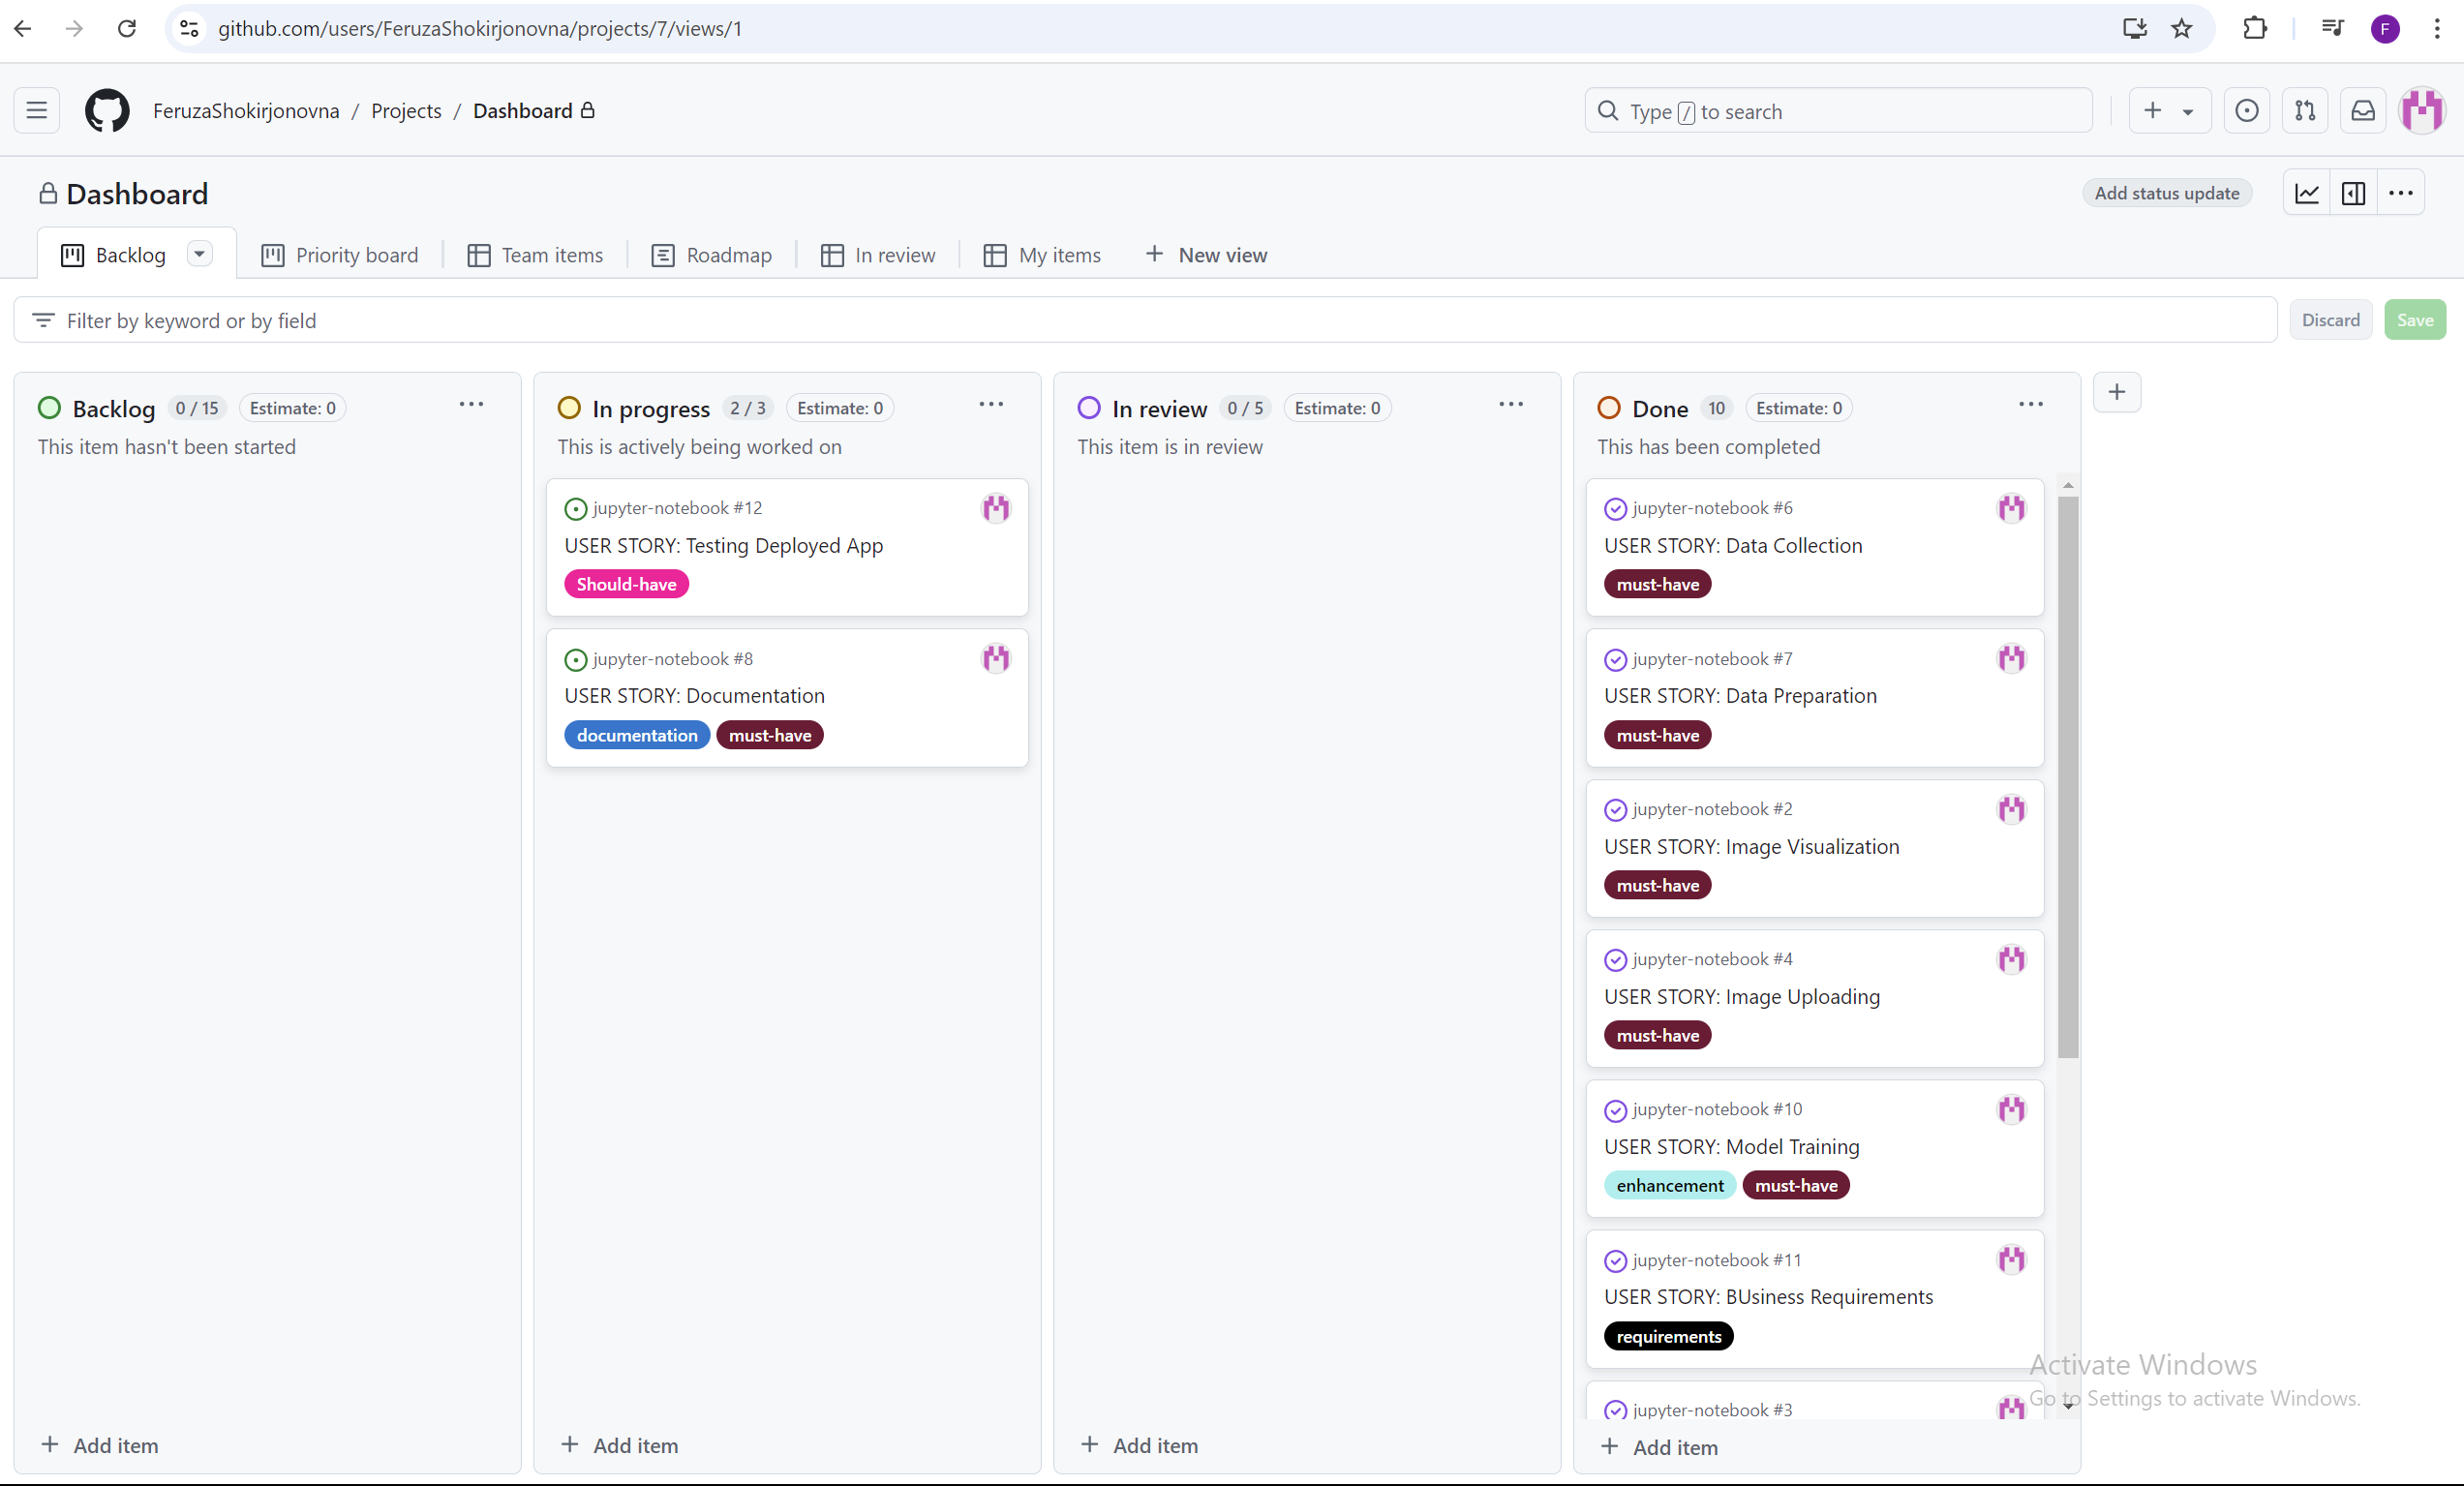 github.com/users/FeruzaShokirjonovna/projects/7/views/1
F
FeruzaShokirjonovna / Projects / Dashboard
Type / to search
Dashboard
Add status update
Backlog
Priority board
Team items
Roadmap
In review
My items
New view
Filter by keyword or by field
Discard
Save
Backlog 0 / 15 Estimate: 0
This item hasn't been started
Add item
In progress 2 / 3 Estimate: 0
This is actively being worked on
jupyter-notebook #12
USER STORY: Testing Deployed App
Should-have
jupyter-notebook #8
USER STORY: Documentation
documentation must-have
Add item
In review 0 / 5 Estimate: 0
This item is in review
Add item
Done 10 Estimate: 0
This has been completed
jupyter-notebook #6
USER STORY: Data Collection
must-have
jupyter-notebook #7
USER STORY: Data Preparation
must-have
jupyter-notebook #2
USER STORY: Image Visualization
must-have
jupyter-notebook #4
USER STORY: Image Uploading
must-have
jupyter-notebook #10
USER STORY: Model Training
enhancement must-have
jupyter-notebook #11
USER STORY: BUsiness Requirements
requirements
jupyter-notebook #3
Add item
Activate Windows
Go to Settings to activate Windows.